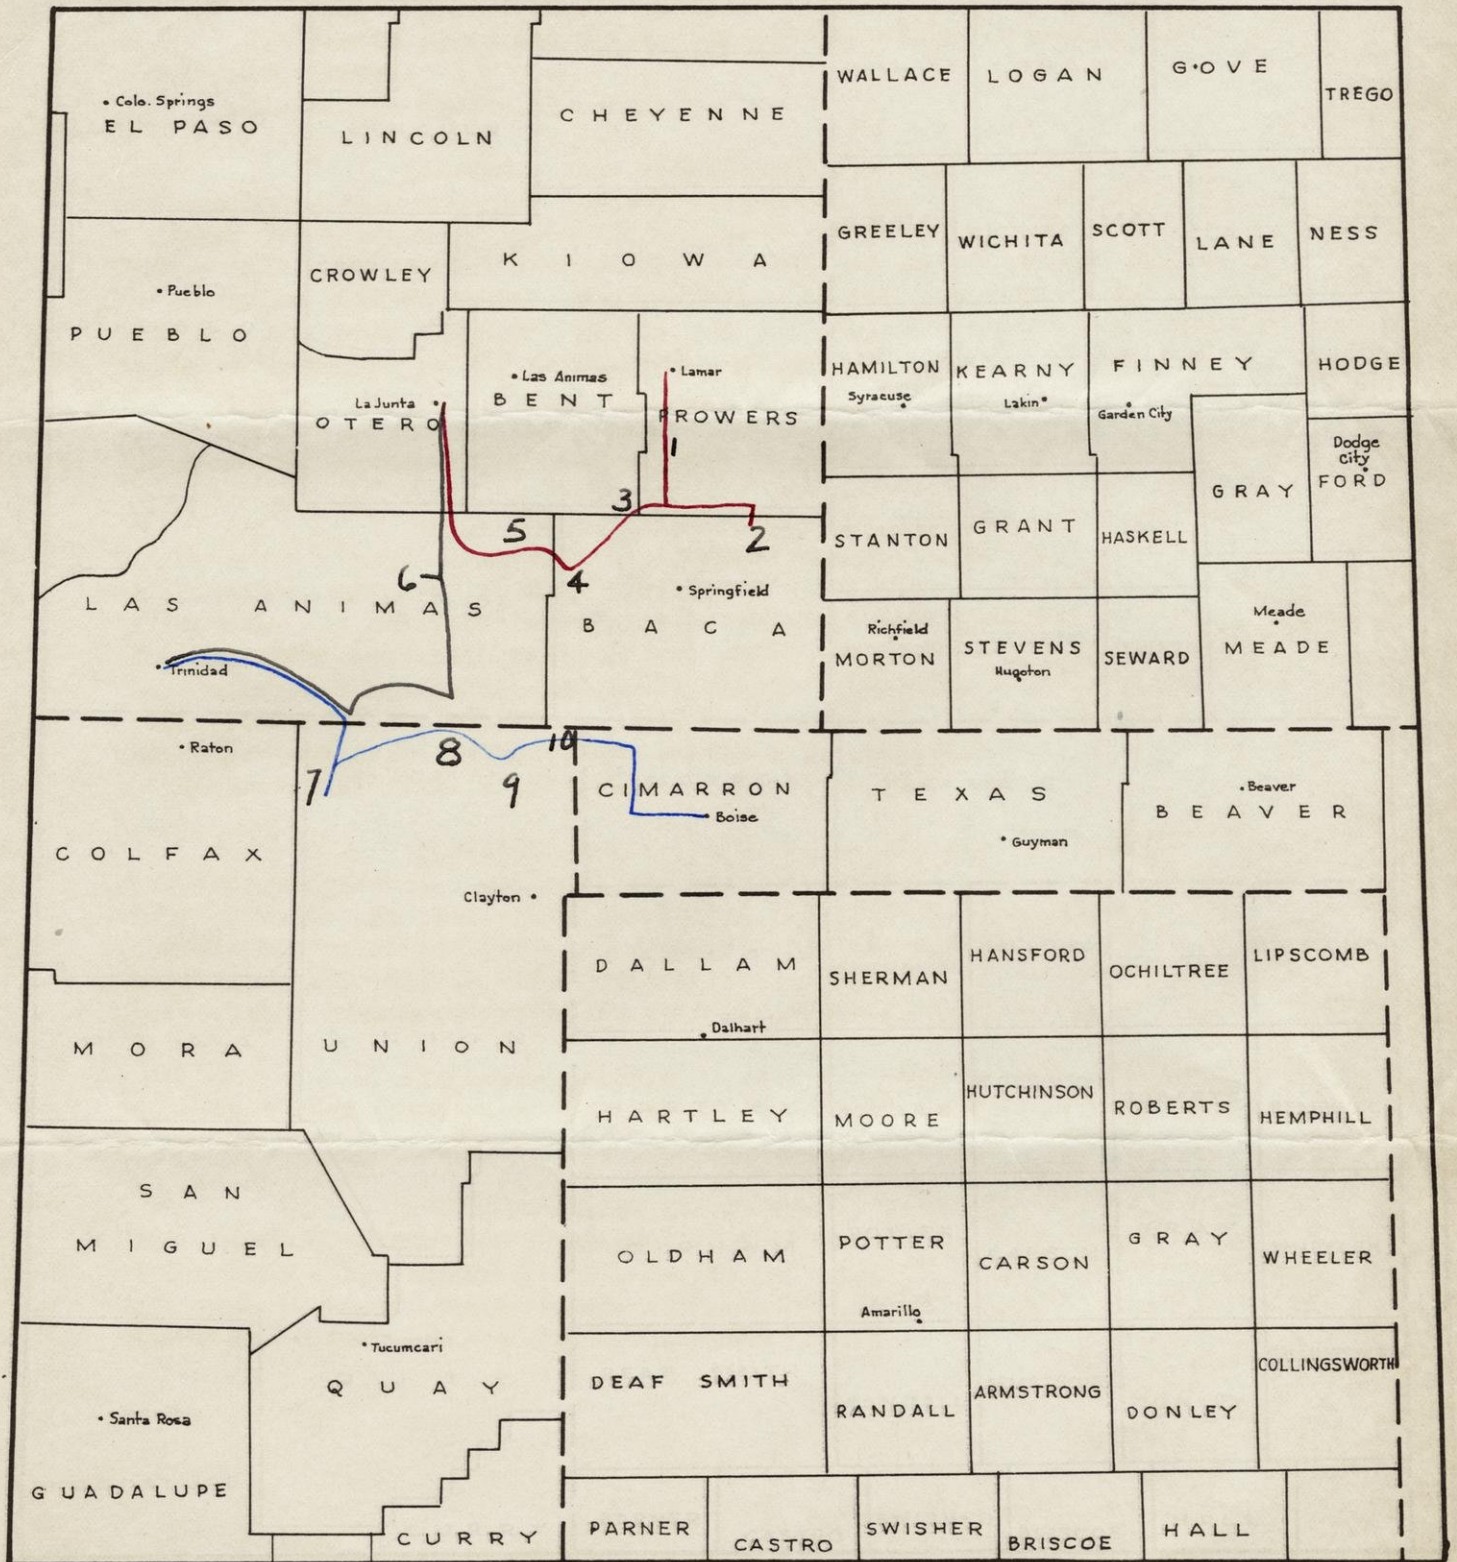 WALLACE
LOGAN
GOVE
TREGO
Colo. Springs
EL PASO
LINCOLN
CHEYENNE
GREELEY
WICHITA
SCOTT
LANE
NESS
KIOWA
CROWLEY
Pueblo
PUEBLO
HAMILTON
Syracuse
KEARNY
Lakin
FINNEY
Garden City
HODGE
Lamar
PROWERS
Las Animas
BENT
La Junta
OTERO
1
Dodge
City
FORD
GRAY
3
5
2
4
6
STANTON
GRANT
HASKELL
LAS ANIMAS
Springfield
BACA
Richfield
MORTON
STEVENS
Hugoton
SEWARD
Meade
MEADE
Trinidad
Raton
8
10
7
9
CIMARRON
Boise
TEXAS
Guyman
Beaver
BEAVER
COLFAX
Clayton
DALLAM
SHERMAN
HANSFORD
OCHILTREE
LIPSCOMB
Dalhart
MORA
UNION
HARTLEY
MOORE
HUTCHINSON
ROBERTS
HEMPHILL
SAN
MIGUEL
OLDHAM
POTTER
Amarillo
CARSON
GRAY
WHEELER
Tucumcari
QUAY
DEAF SMITH
RANDALL
ARMSTRONG
DONLEY
COLLINGSWORTH
Santa Rosa
GUADALUPE
CURRY
PARNER
CASTRO
SWISHER
BRISCOE
HALL